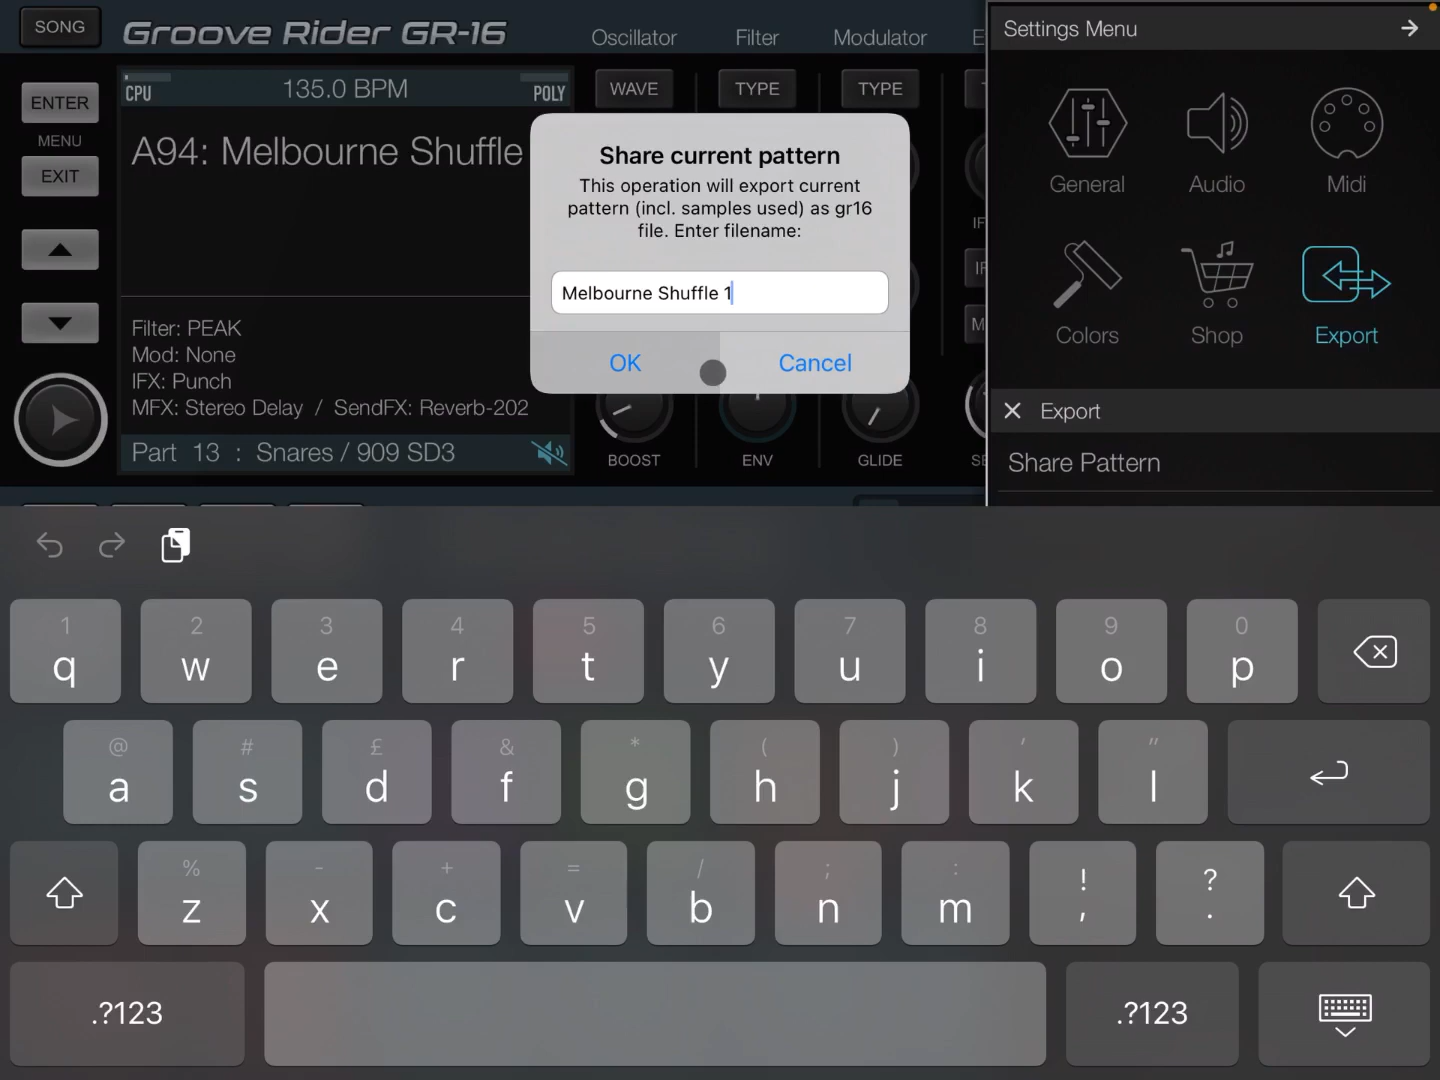 SONG
Groove Rider GR-16
Oscillator
Filter
Modulator
E
Settings Menu
ENTER
MENU
EXIT
CPU
135.0 BPM
POLY
A94: Melbourne Shuffle
WAVE
TYPE
TYPE
Share current pattern
This operation will export current
pattern (incl. samples used) as gr16
file. Enter filename:
Melbourne Shuffle 1
OK
Cancel
General
Audio
Midi
Colors
Shop
Export
Filter: PEAK
Mod: None
IFX: Punch
MFX: Stereo Delay / SendFX: Reverb-202
Part 13 : Snares / 909 SD3
BOOST
ENV
GLIDE
SE
IF
IF
M
Export
Share Pattern
1 2 3 4 5 6 7 8 9 0
q w e r t y u i o p
@ # £ & * ( ) ' "
a s d f g h j k l
% - + = / ; : ! ?
z x c v b n m , .
.?123
.?123